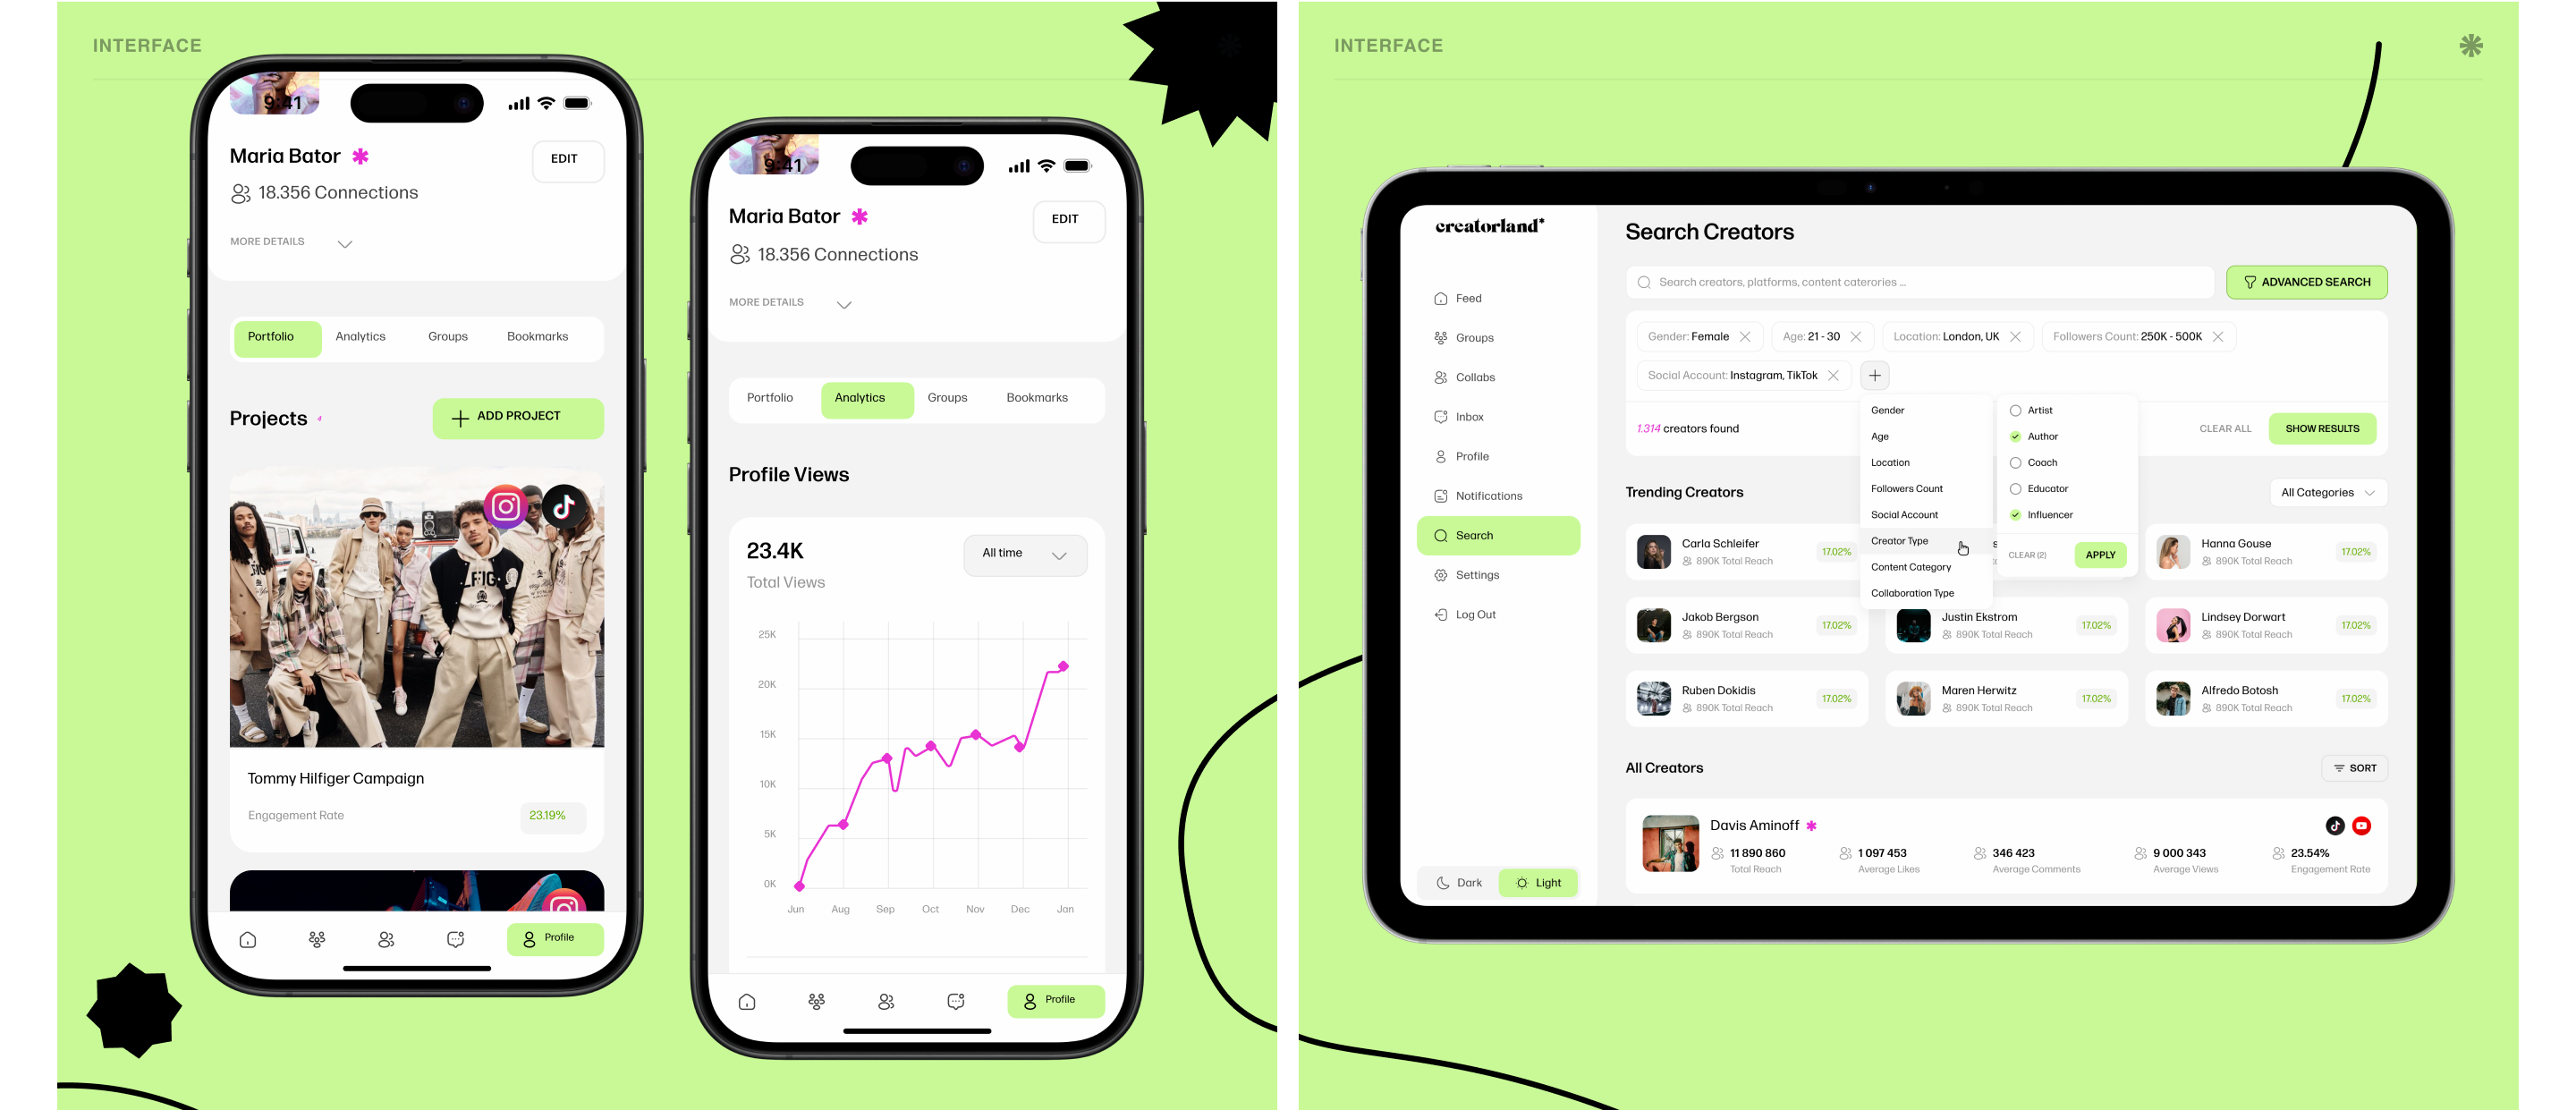 INTERFACE
9:41
Maria Bator
EDIT
18.356 Connections
MORE DETAILS
Portfolio Analytics Groups Bookmarks
Projects 4
ADD PROJECT
Tommy Hilfiger Campaign
Engagement Rate
23.19%
Profile
9:41
Maria Bator
EDIT
18.356 Connections
MORE DETAILS
Portfolio Analytics Groups Bookmarks
Profile Views
23.4K
All time
Total Views
25K
20K
15K
10K
5K
0K
Jun Aug Sep Oct Nov Dec Jan
Profile
INTERFACE
creatorland*
Feed
Groups
Collabs
Inbox
Profile
Notifications
Search
Settings
Log Out
Dark Light
Search Creators
Search creators, platforms, content caterories ...
ADVANCED SEARCH
Gender: Female
Age: 21 - 30
Location: London, UK
Followers Count: 250K - 500K
Social Account: Instagram, TikTok
1.314 creators found
CLEAR ALL
SHOW RESULTS
Gender
Age
Location
Followers Count
Social Account
Creator Type
Content Category
Collaboration Type
Artist
Author
Coach
Educator
Influencer
CLEAR (2)
APPLY
Trending Creators
All Categories
Carla Schleifer
890K Total Reach
17.02%
Hanna Gouse
890K Total Reach
17.02%
Jakob Bergson
890K Total Reach
17.02%
Justin Ekstrom
890K Total Reach
17.02%
Lindsey Dorwart
890K Total Reach
17.02%
Ruben Dokidis
890K Total Reach
17.02%
Maren Herwitz
890K Total Reach
17.02%
Alfredo Botosh
890K Total Reach
17.02%
All Creators
SORT
Davis Aminoff
11 890 860
Total Reach
1 097 453
Average Likes
346 423
Average Comments
9 000 343
Average Views
23.54%
Engagement Rate